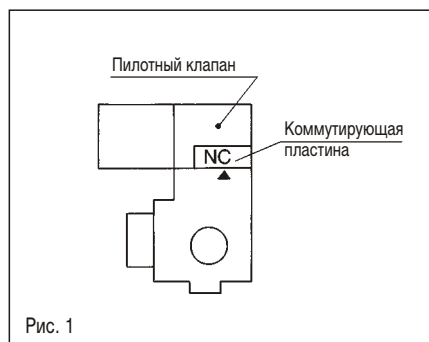 Пилотный клапан
Коммутирующая
пластина
NC
Рис. 1